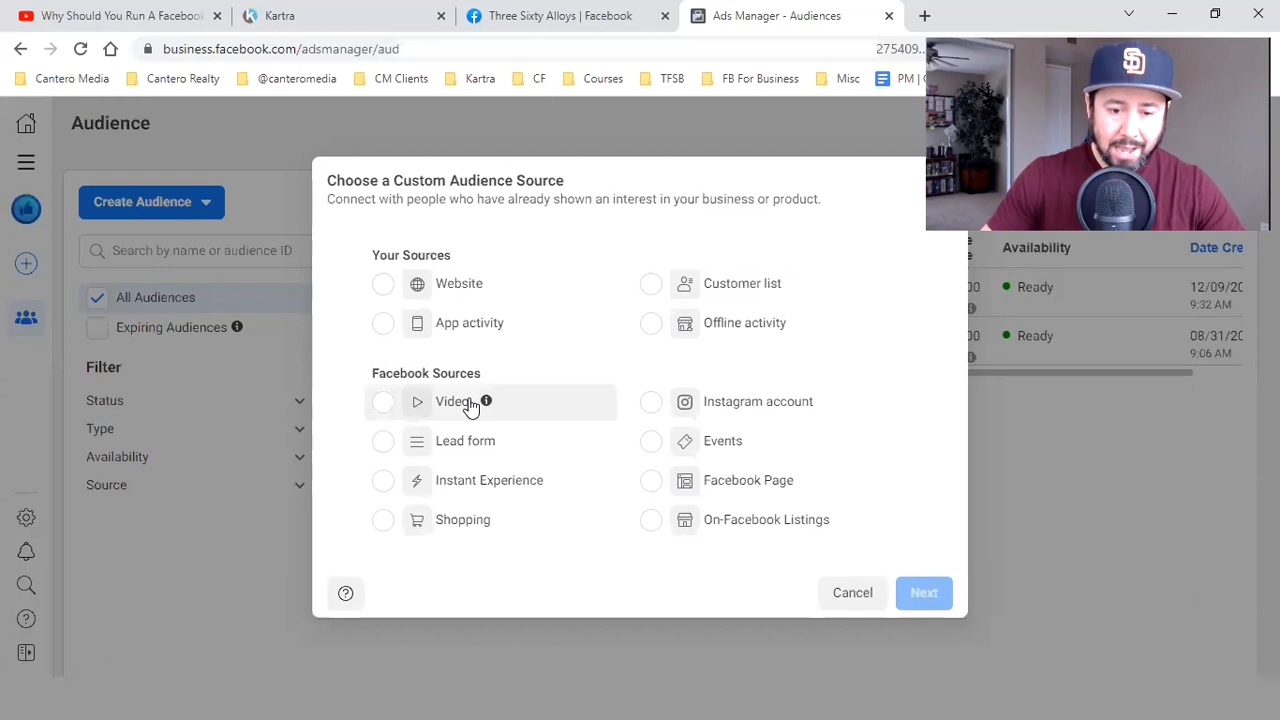 Why Should You Run A Facebook
Kartra
Three Sixty Alloys | Facebook
Ads Manager - Audiences
business.facebook.com/adsmanager/aud
275409...
Cantero Media
Cantero Realty
@canteromedia
CM Clients
Kartra
CF
Courses
TFSB
FB For Business
Misc
PM | C
SD
Audience
Create Audience
Search by name or audience ID
All Audiences
Expiring Audiences
Filter
Status
Type
Availability
Source
Choose a Custom Audience Source
Connect with people who have already shown an interest in your business or product.
Your Sources
Website
Customer list
App activity
Offline activity
Facebook Sources
Video
Instagram account
Lead form
Events
Instant Experience
Facebook Page
Shopping
On-Facebook Listings
Cancel
Next
Availability
Date Cre
00
Ready
12/09/20
9:32 AM
00
Ready
08/31/20
9:06 AM